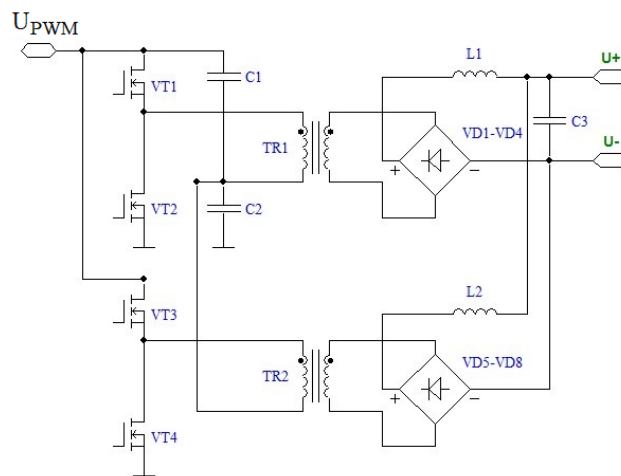 UPWM
L1
U+
VT1
C1
C3
TR1
VD1-VD4
U-
+
−
VT2
C2
L2
VT3
TR2
VD5-VD8
+
−
VT4